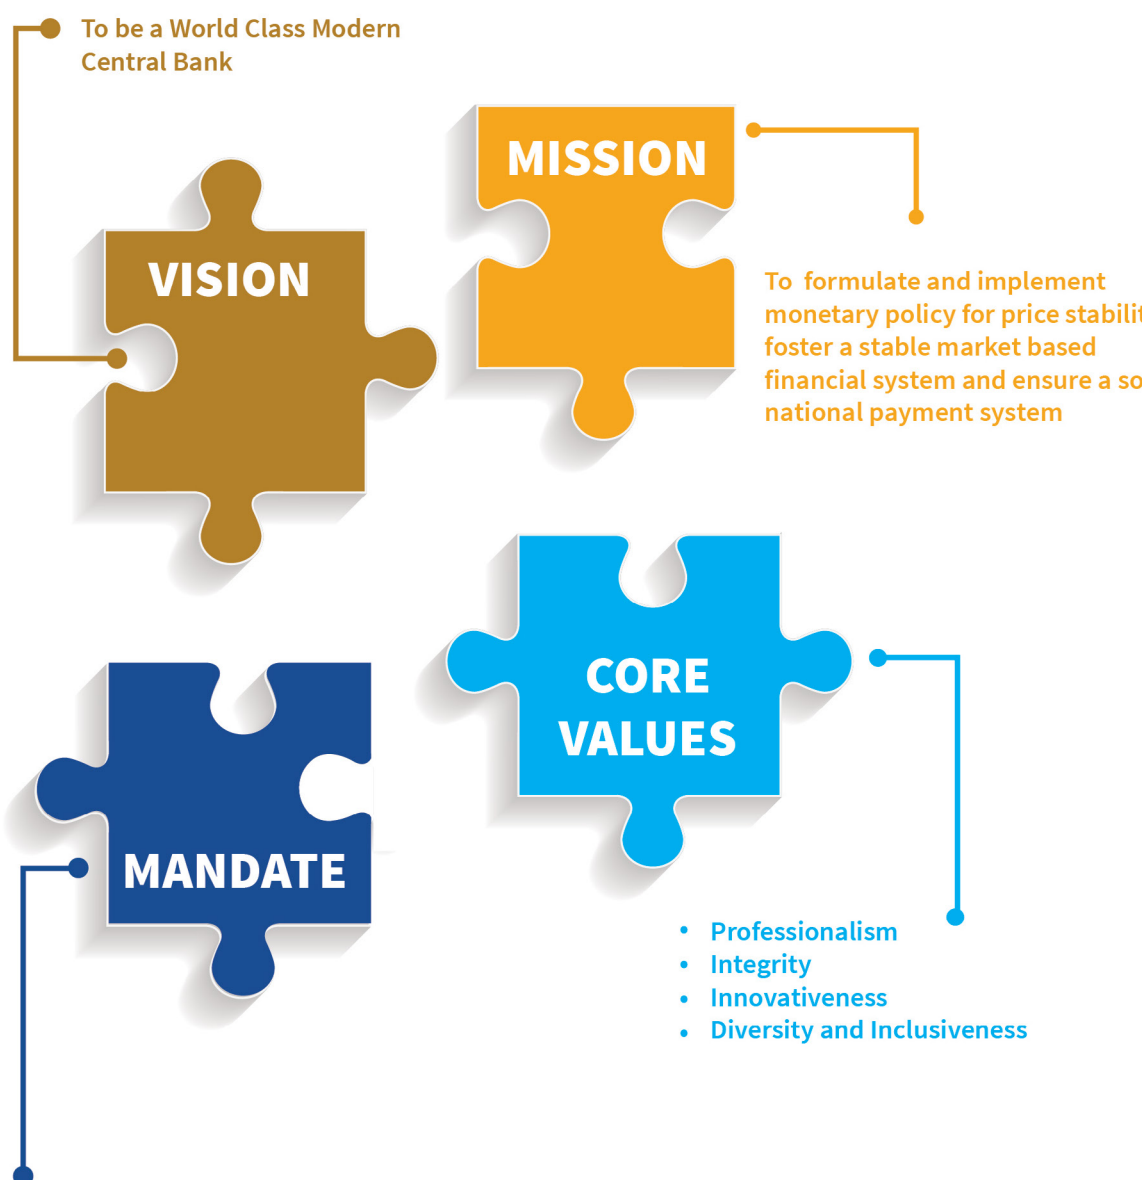 To be a World Class Modern
Central Bank
VISION
MISSION
To formulate and implement
monetary policy for price
foster a stable market based
financial system and ensure a
national payment system
CORE
VALUES
Professionalism
Integrity
Innovativeness
Diversity and Inclusiveness
MANDATE